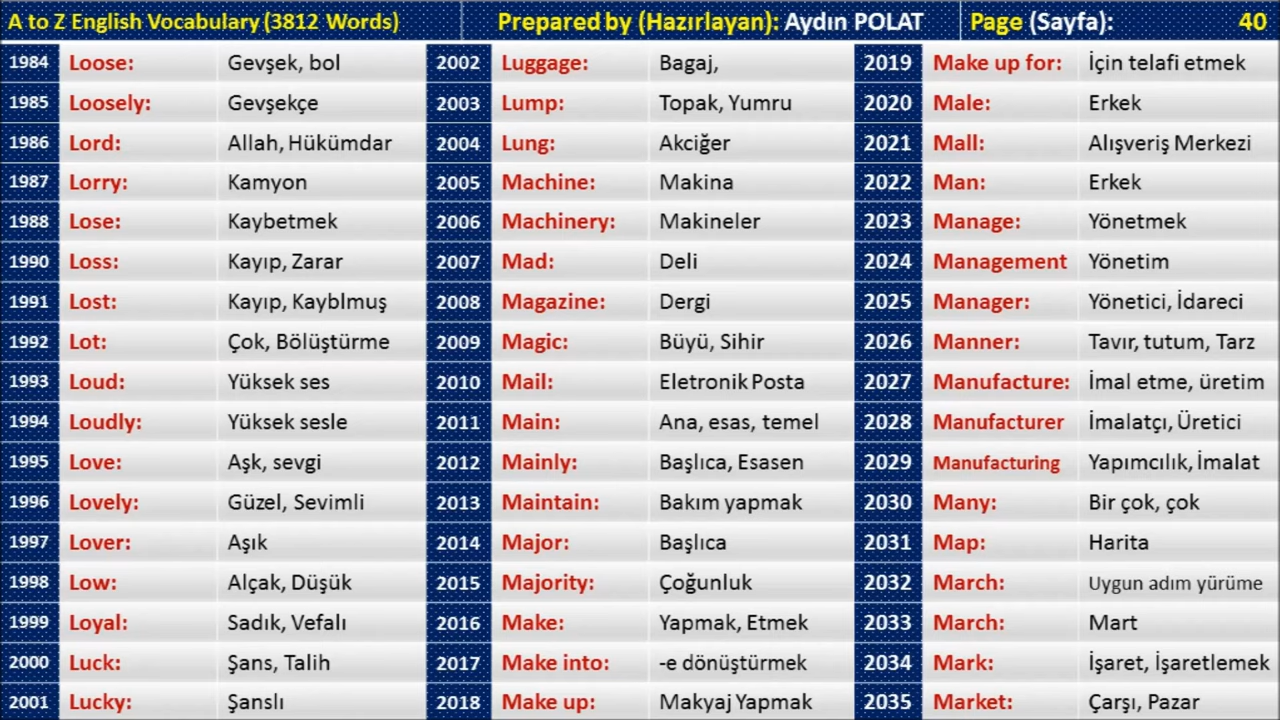 A to Z English Vocabulary (3812 Words) Prepared by (Hazırlayan): Aydın POLAT Page (Sayfa): 40
1984 Loose: Gevşek, bol 2002 Luggage: Bagaj, 2019 Make up for: İçin telafi etmek
1985 Loosely: Gevşekçe 2003 Lump: Topak, Yumru 2020 Male: Erkek
1986 Lord: Allah, Hükümdar 2004 Lung: Akciğer 2021 Mall: Alışveriş Merkezi
1987 Lorry: Kamyon 2005 Machine: Makina 2022 Man: Erkek
1988 Lose: Kaybetmek 2006 Machinery: Makineler 2023 Manage: Yönetmek
1990 Loss: Kayıp, Zarar 2007 Mad: Deli 2024 Management Yönetim
1991 Lost: Kayıp, Kayblmuş 2008 Magazine: Dergi 2025 Manager: Yönetici, İdareci
1992 Lot: Çok, Bölüştürme 2009 Magic: Büyü, Sihir 2026 Manner: Tavır, tutum, Tarz
1993 Loud: Yüksek ses 2010 Mail: Eletronik Posta 2027 Manufacture: İmal etme, üretim
1994 Loudly: Yüksek sesle 2011 Main: Ana, esas, temel 2028 Manufacturer İmalatçı, Üretici
1995 Love: Aşk, sevgi 2012 Mainly: Başlıca, Esasen 2029 Manufacturing Yapımcılık, İmalat
1996 Lovely: Güzel, Sevimli 2013 Maintain: Bakım yapmak 2030 Many: Bir çok, çok
1997 Lover: Aşık 2014 Major: Başlıca 2031 Map: Harita
1998 Low: Alçak, Düşük 2015 Majority: Çoğunluk 2032 March: Uygun adım yürüme
1999 Loyal: Sadık, Vefalı 2016 Make: Yapmak, Etmek 2033 March: Mart
2000 Luck: Şans, Talih 2017 Make into: -e dönüştürmek 2034 Mark: İşaret, İşaretlemek
2001 Lucky: Şanslı 2018 Make up: Makyaj Yapmak 2035 Market: Çarşı, Pazar